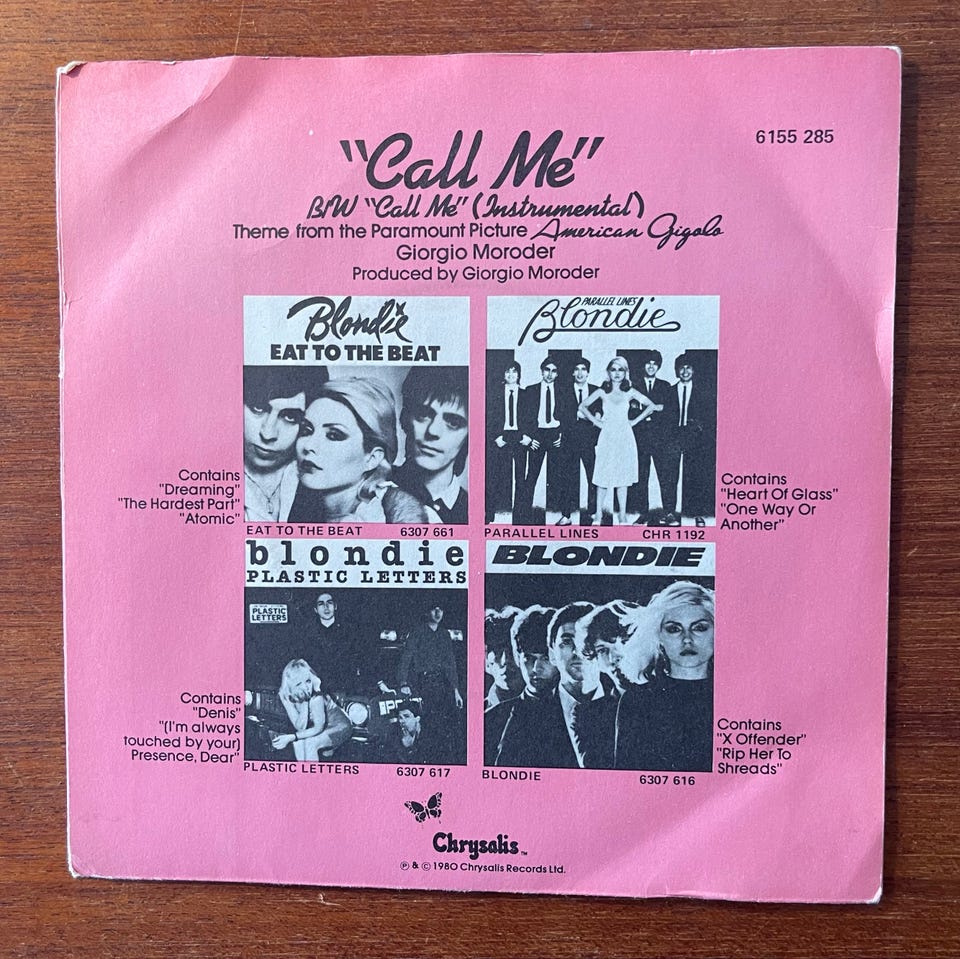 6155 285
"Call Me"
B/W "Call Me" (Instrumental)
Theme from the Paramount Picture American Gigolo
Giorgio Moroder
Produced by Giorgio Moroder
Blondie
EAT TO THE BEAT
PARALLEL LINES
Blondie
Contains
"Dreaming"
"The Hardest Part"
"Atomic"
Contains
"Heart Of Glass"
"One Way Or
Another"
EAT TO THE BEAT 6307 661
PARALLEL LINES CHR 1192
blondie
PLASTIC LETTERS
BLONDIE
PLASTIC
LETTERS
Contains
"Denis"
"(I'm always
touched by your)
Presence, Dear"
Contains
"X Offender"
"Rip Her To
Shreads"
PLASTIC LETTERS 6307 617
BLONDIE 6307 616
Chrysalis TM
℗ & © 1980 Chrysalis Records Ltd.